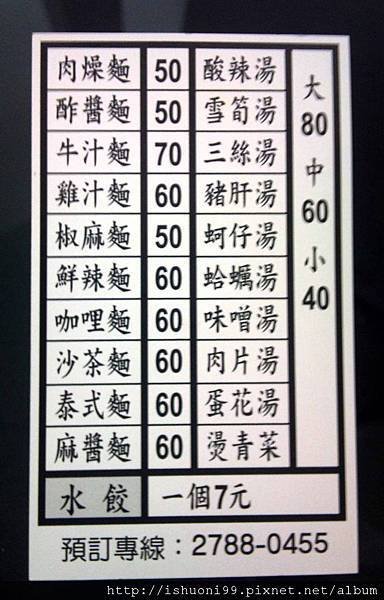 肉燥麵 50 酸辣湯
酢醬麵 50 雪筍湯
牛汁麵 70 三絲湯
雞汁麵 60 豬肝湯
椒麻麵 50 蚵仔湯
鮮辣麵 60 蛤蠣湯
咖哩麵 60 味噌湯
沙茶麵 60 肉片湯
泰式麵 60 蛋花湯
麻醬麵 60 燙青菜
大 80 中 60 小 40
水餃 一個7元
預訂專線：2788-0455
http://ishuoni99.pixnet.net/album